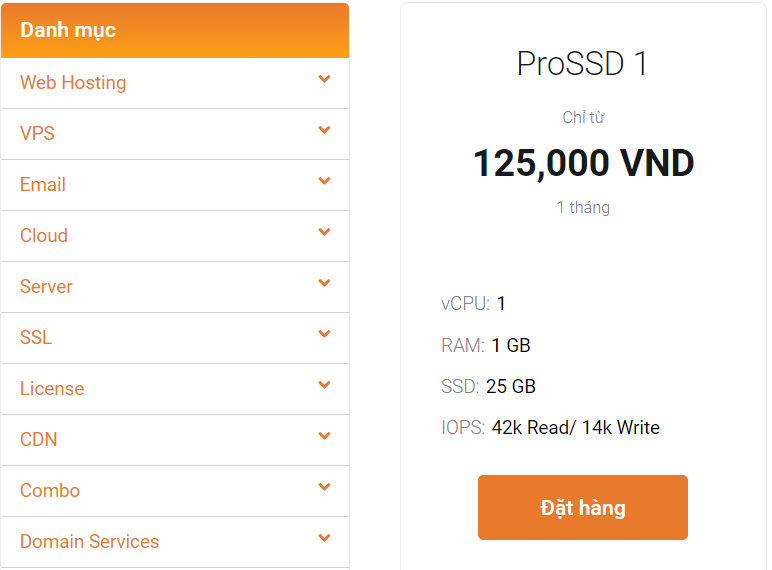 Danh mục
Web Hosting
VPS
Email
Cloud
Server
SSL
License
CDN
Combo
Domain Services
ProSSD 1
Chỉ từ
125,000 VND
1 tháng
vCPU: 1
RAM: 1 GB
SSD: 25 GB
IOPS: 42k Read/ 14k Write
Đặt hàng